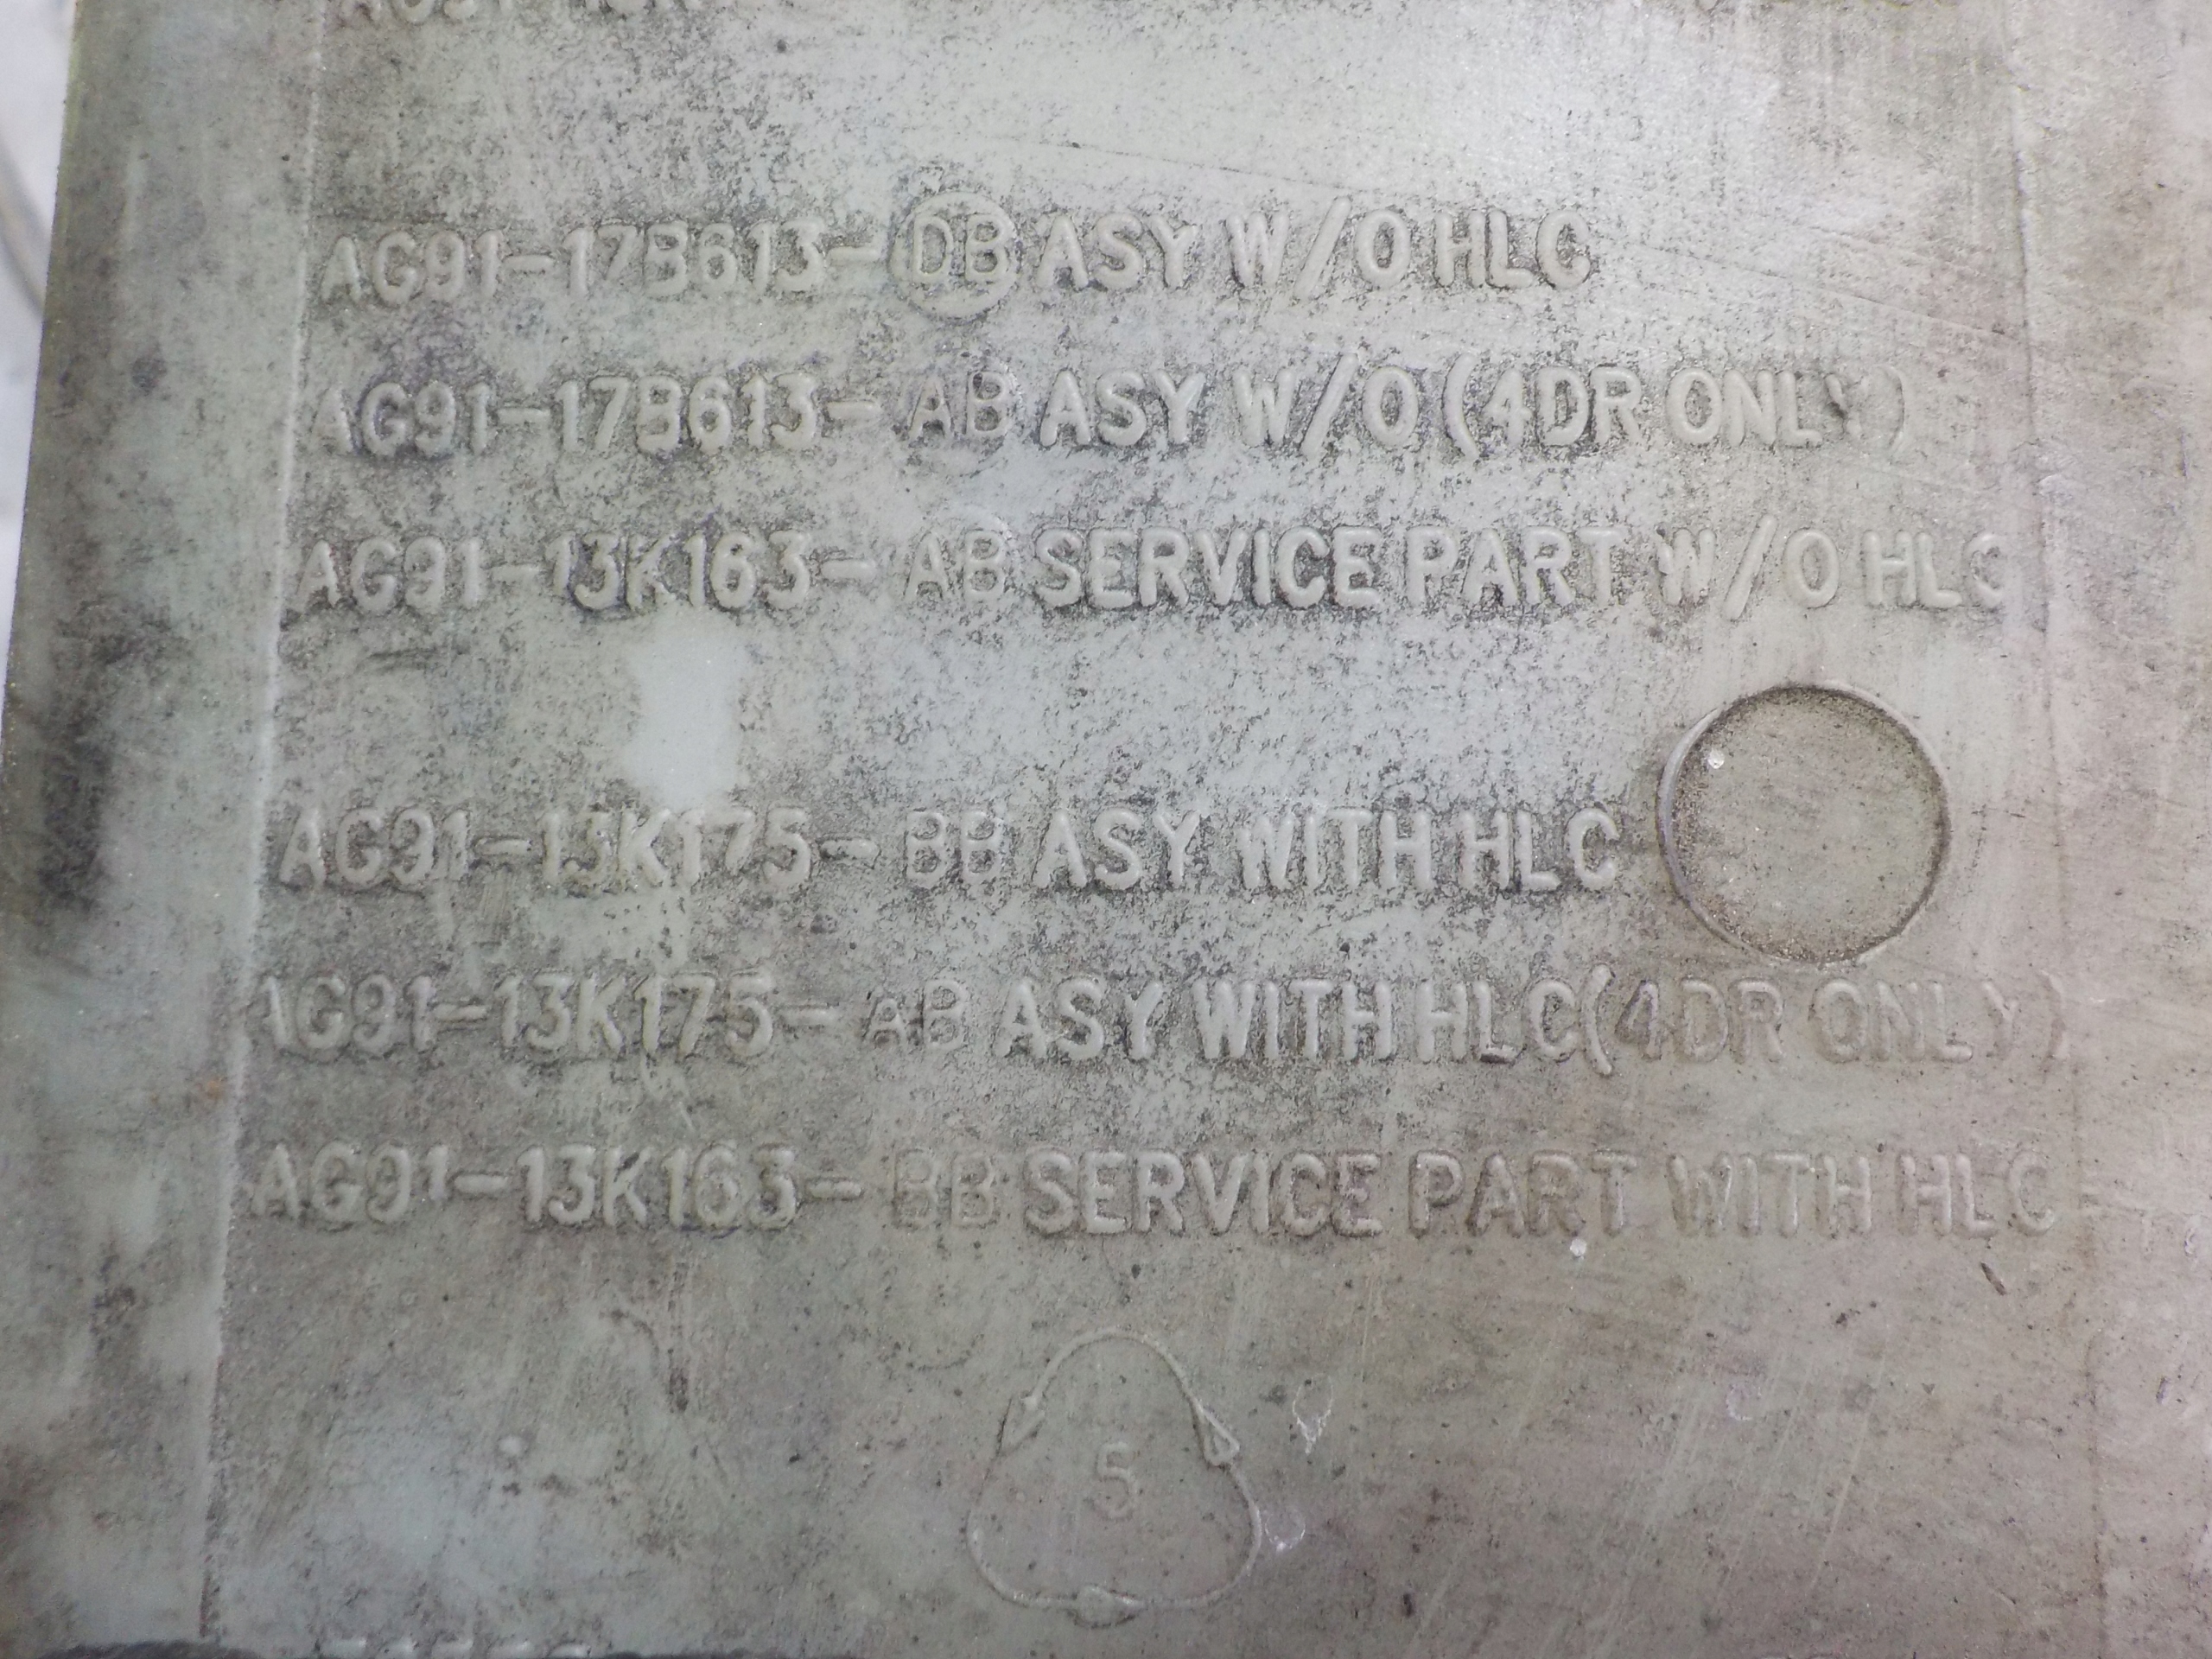 AG91-17B613-DB ASY W/O HLC
AG91-17B613-AB ASY W/O (4DR ONLY)
AG91-13K163-AB SERVICE PART W/O HLC
AG91-13K175-BB ASY WITH HLC
AG91-13K175-AB ASY WITH HLC (4DR ONLY)
AG91-13K163-BB SERVICE PART WITH HLC
5